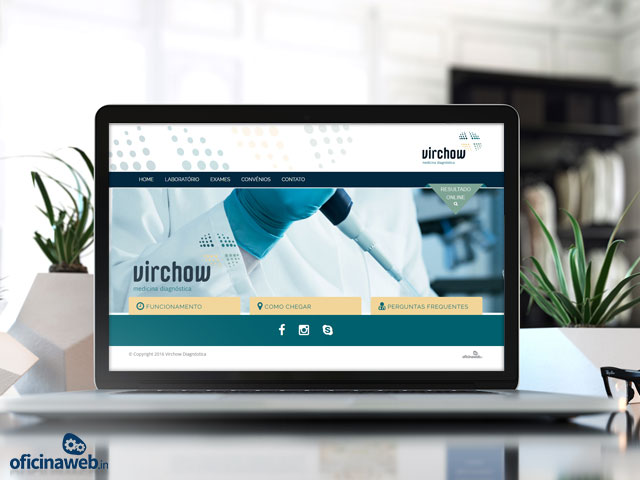 virchow
medicina diagnóstica
HOME LABORATÓRIO EXAMES CONVÊNIOS CONTATO
RESULTADO
ONLINE
virchow
medicina diagnóstica
FUNCIONAMENTO
COMO CHEGAR
PERGUNTAS FREQUENTES
© Copyright 2016 Virchow Diagnóstica
oficinaweb
oficinaweb.in